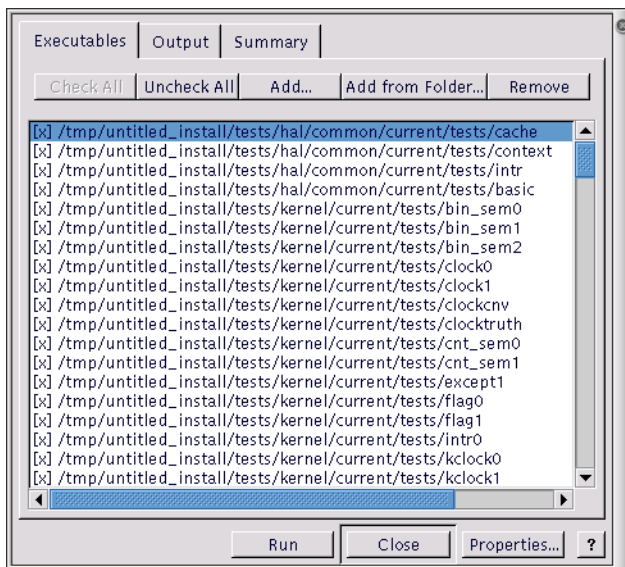 Executables Output Summary
Check All Uncheck All Add... Add from Folder... Remove
[x] /tmp/untitled_install/tests/hal/common/current/tests/cache
[x] /tmp/untitled_install/tests/hal/common/current/tests/context
[x] /tmp/untitled_install/tests/hal/common/current/tests/intr
[x] /tmp/untitled_install/tests/hal/common/current/tests/basic
[x] /tmp/untitled_install/tests/kernel/current/tests/bin_sem0
[x] /tmp/untitled_install/tests/kernel/current/tests/bin_sem1
[x] /tmp/untitled_install/tests/kernel/current/tests/bin_sem2
[x] /tmp/untitled_install/tests/kernel/current/tests/clock0
[x] /tmp/untitled_install/tests/kernel/current/tests/clock1
[x] /tmp/untitled_install/tests/kernel/current/tests/clockcnv
[x] /tmp/untitled_install/tests/kernel/current/tests/clocktruth
[x] /tmp/untitled_install/tests/kernel/current/tests/cnt_sem0
[x] /tmp/untitled_install/tests/kernel/current/tests/cnt_sem1
[x] /tmp/untitled_install/tests/kernel/current/tests/except1
[x] /tmp/untitled_install/tests/kernel/current/tests/flag0
[x] /tmp/untitled_install/tests/kernel/current/tests/flag1
[x] /tmp/untitled_install/tests/kernel/current/tests/intr0
[x] /tmp/untitled_install/tests/kernel/current/tests/kclock0
[x] /tmp/untitled_install/tests/kernel/current/tests/kclock1
Run Close Properties... ?